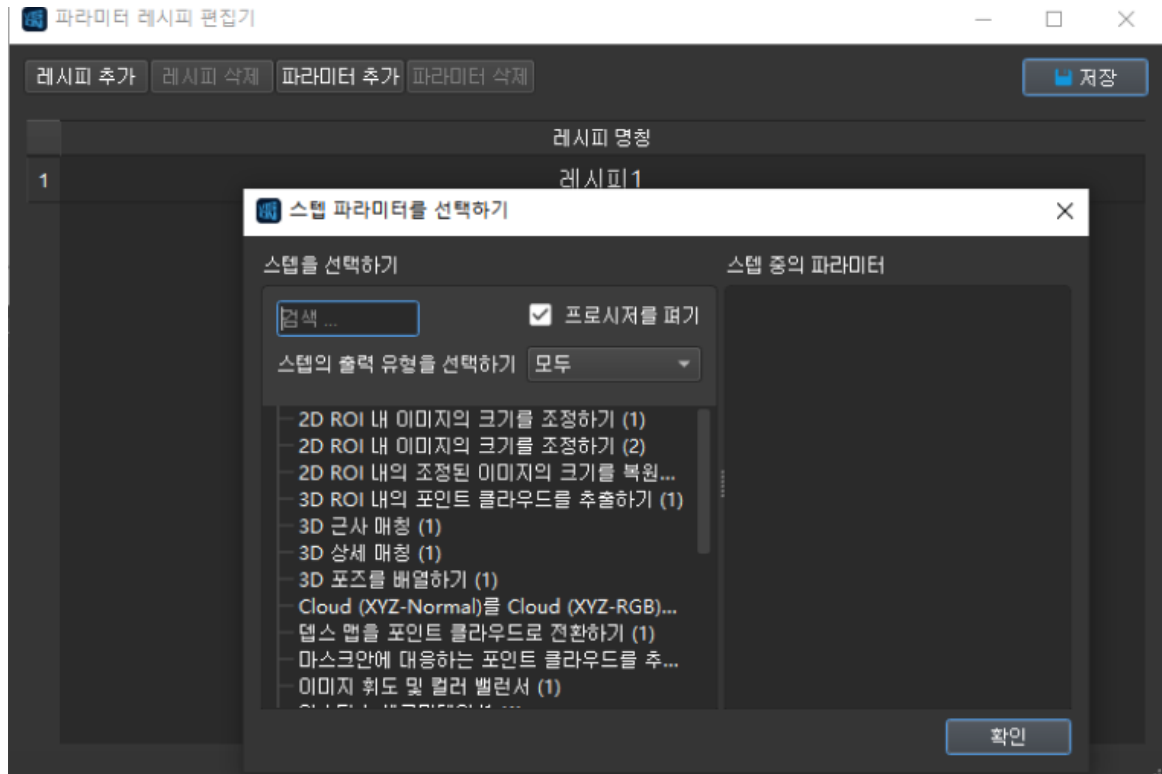 파라미터 레시피 편집기
레시피 추가 레시피 삭제 파라미터 추가 파라미터 삭제 저장
레시피 명칭
1 레시피1
스텝 파라미터를 선택하기
스텝을 선택하기 스텝 중의 파라미터
검색 ... 프로시저를 펴기
스텝의 출력 유형을 선택하기 모두
2D ROI 내 이미지의 크기를 조정하기 (1)
2D ROI 내 이미지의 크기를 조정하기 (2)
2D ROI 내의 조정된 이미지의 크기를 복원...
3D ROI 내의 포인트 클라우드를 추출하기 (1)
3D 근사 매칭 (1)
3D 상세 매칭 (1)
3D 포즈를 배열하기 (1)
Cloud (XYZ-Normal)를 Cloud (XYZ-RGB)...
뎁스 맵을 포인트 클라우드로 전환하기 (1)
마스크안에 대응하는 포인트 클라우드를 추...
이미지 휘도 및 컬러 밸런서 (1)
확인